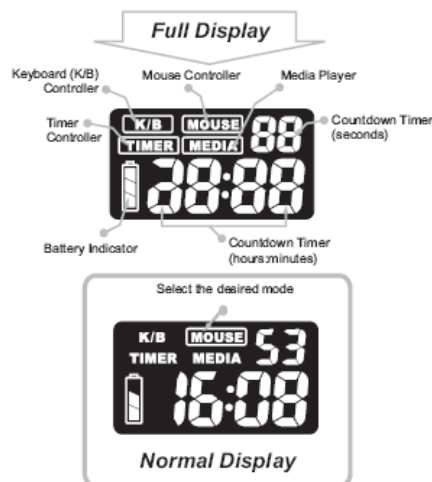 Full Display
Keyboard (K/B)
Controller
Mouse Controller
Media Player
Timer
Controller
Countdown Timer
(seconds)
K/B MOUSE 88
TIMER MEDIA
28:88
Battery Indicator
Countdown Timer
(hours:minutes)
Select the desired mode
K/B MOUSE 53
TIMER MEDIA
16:08
Normal Display